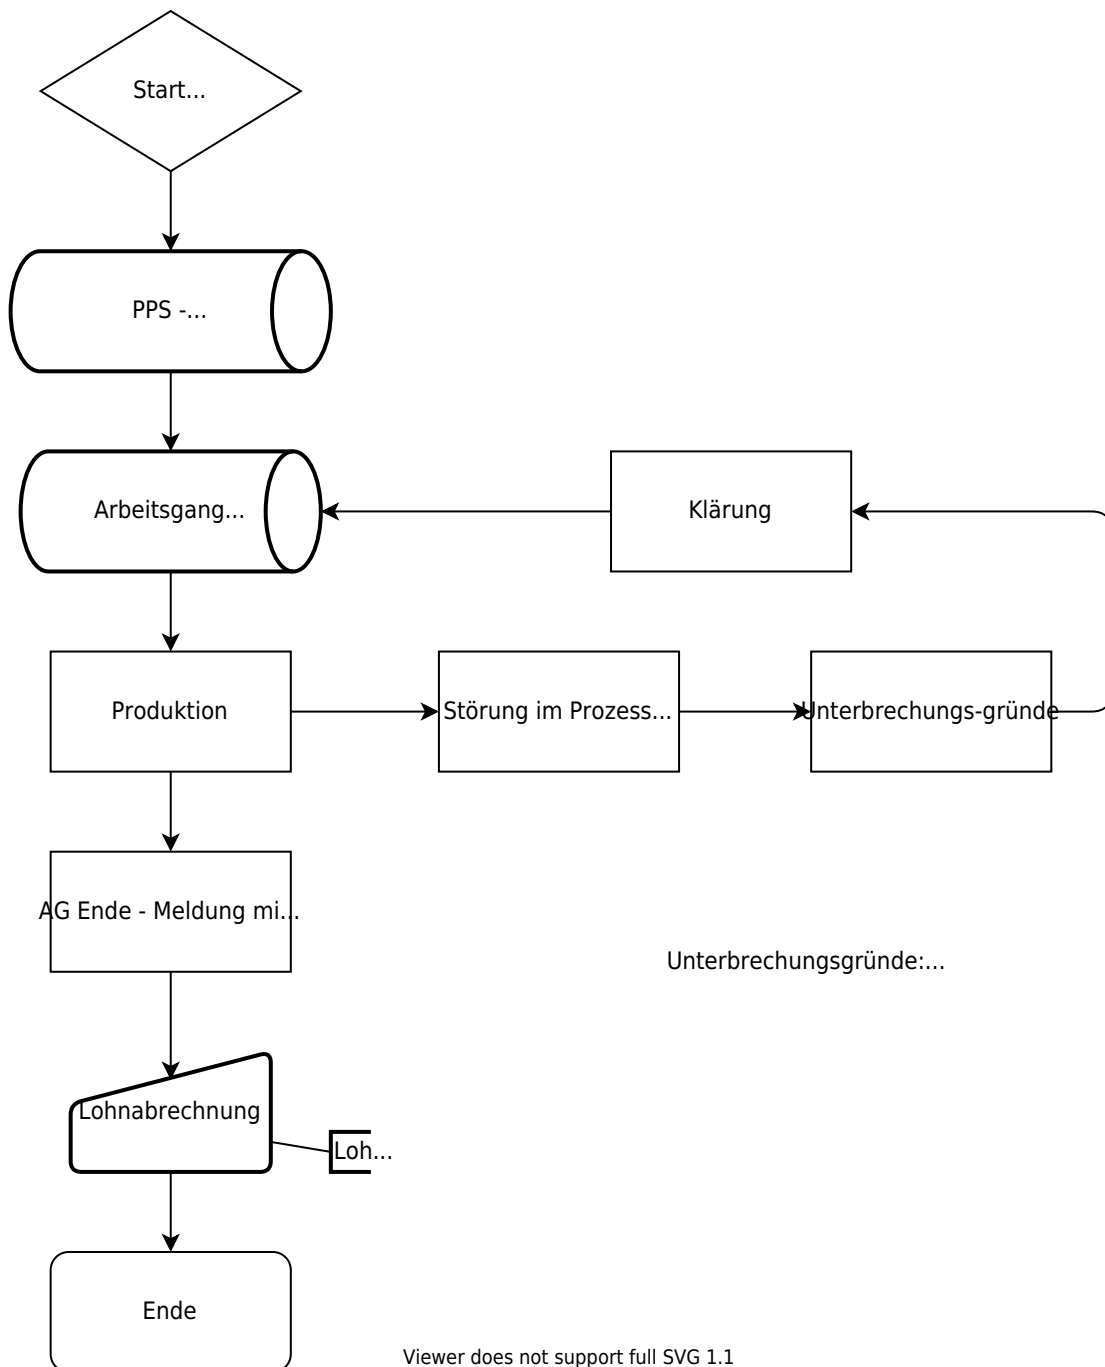 Start...
PPS -...
Arbeitsgang...
Klärung
Produktion
Störung im Prozess...
Unterbrechungs-gründe
AG Ende - Meldung mi...
Unterbrechungsgründe:...
Lohnabrechnung
Loh...
Ende
Viewer does not support full SVG 1.1